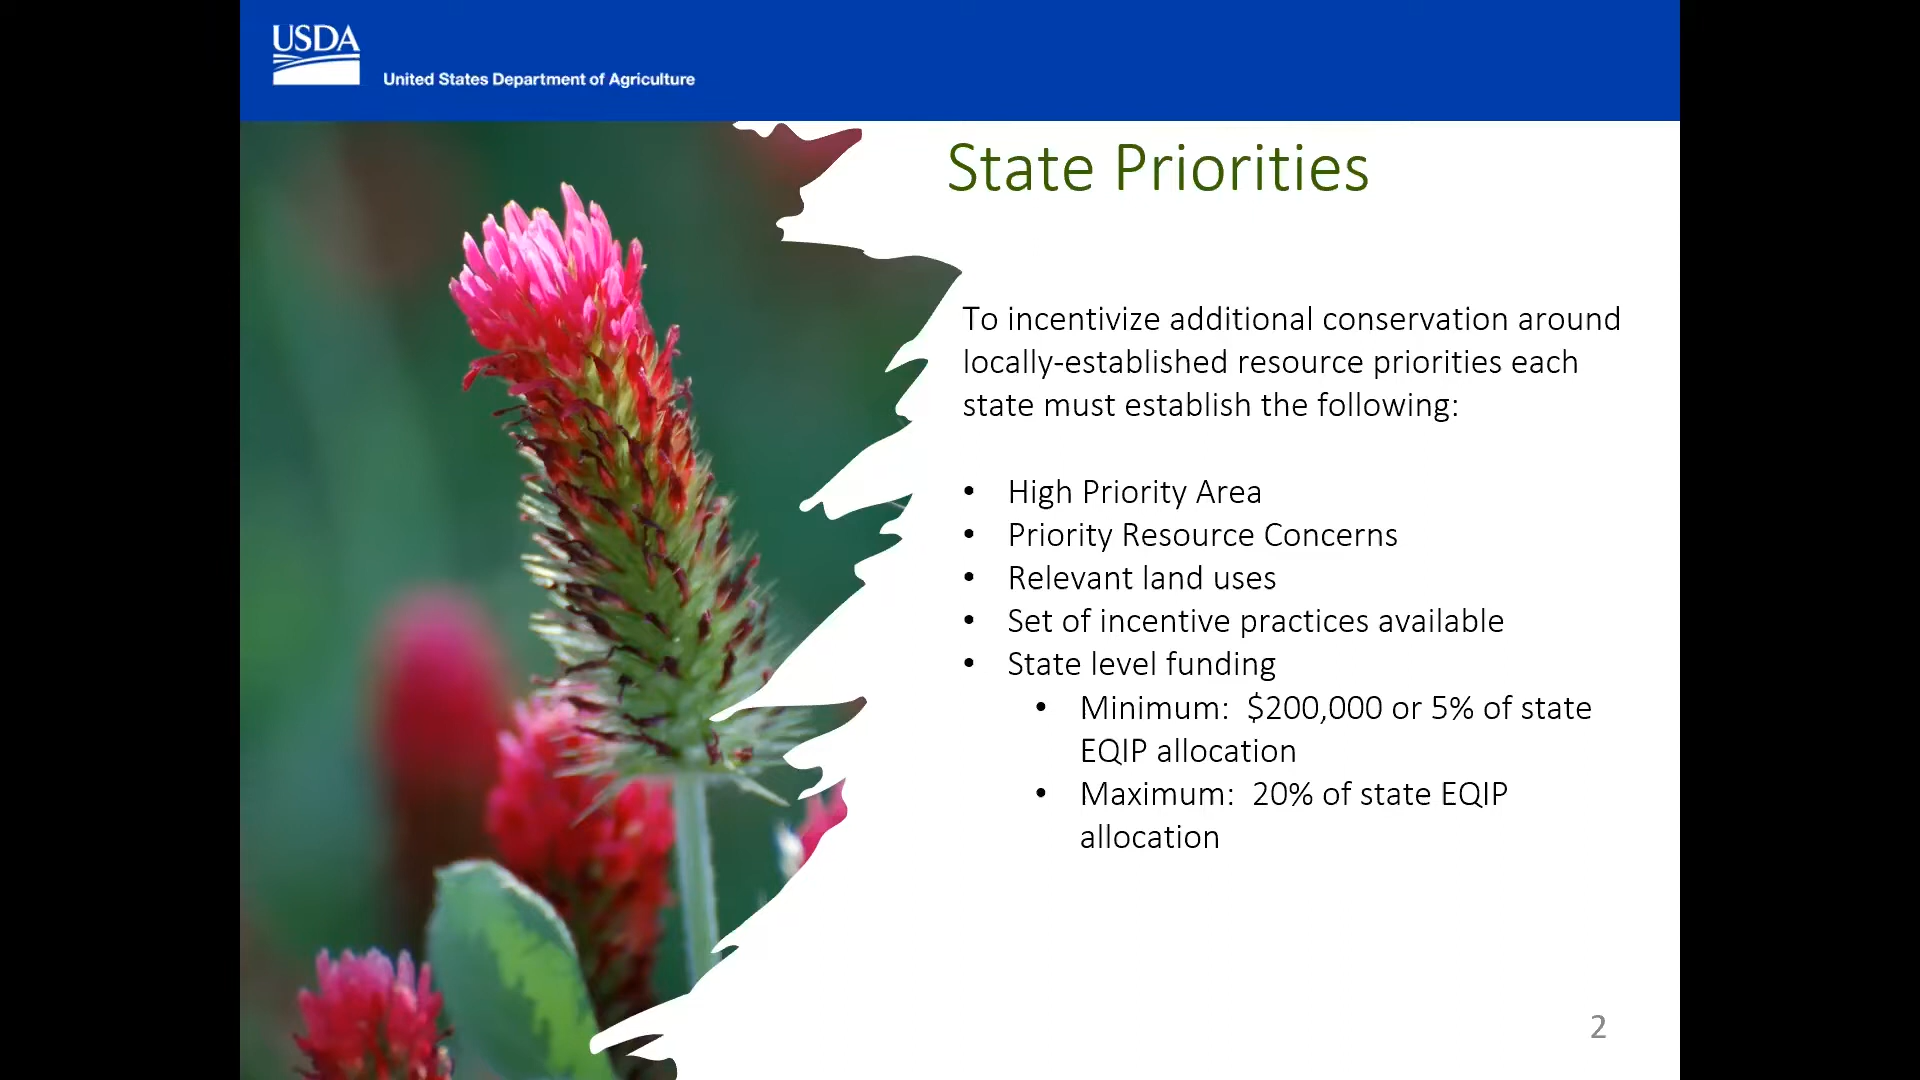 USDA
United States Department of Agriculture
State Priorities
To incentivize additional conservation around
locally-established resource priorities each
state must establish the following:
• High Priority Area
• Priority Resource Concerns
• Relevant land uses
• Set of incentive practices available
• State level funding
• Minimum:  $200,000 or 5% of state
EQIP allocation
• Maximum:  20% of state EQIP
allocation
2